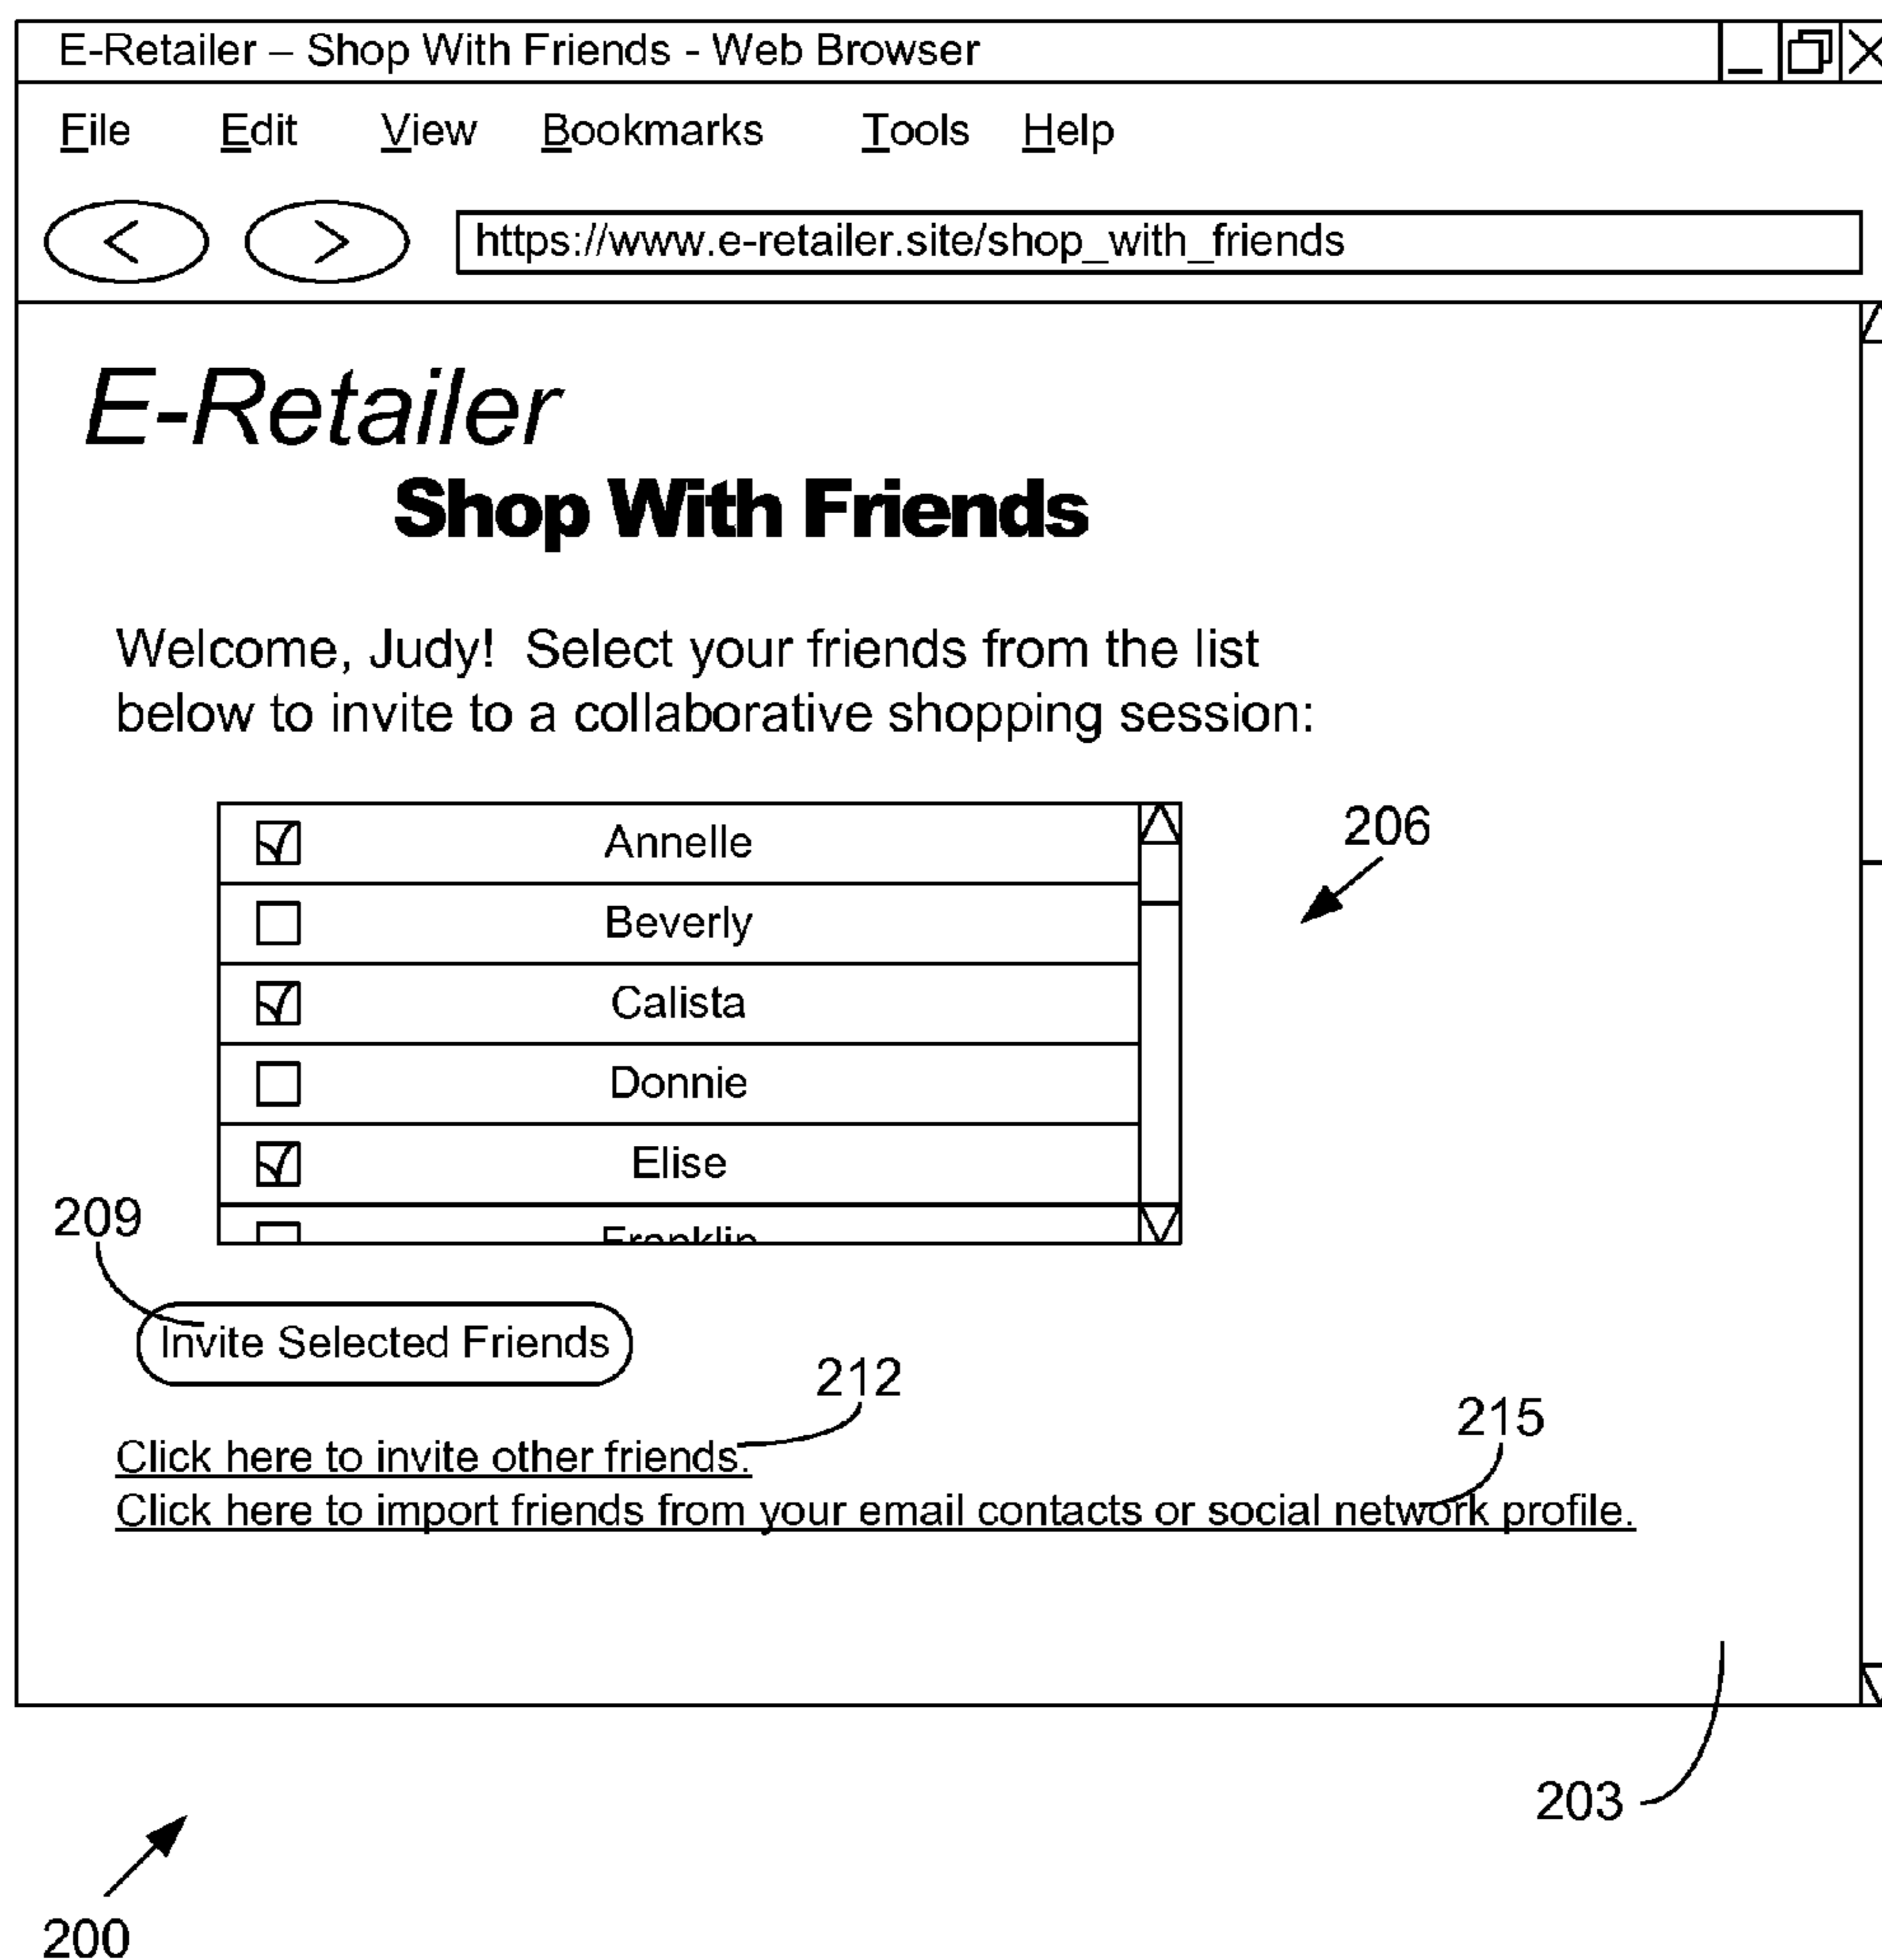 E-Retailer – Shop With Friends - Web Browser
File Edit View Bookmarks Tools Help
< > https://www.e-retailer.site/shop_with_friends
E-Retailer
Shop With Friends
Welcome, Judy! Select your friends from the list
below to invite to a collaborative shopping session:
206
Annelle
Beverly
Calista
Donnie
Elise
Franklin
209
Invite Selected Friends
212
215
Click here to invite other friends.
Click here to import friends from your email contacts or social network profile.
203
200